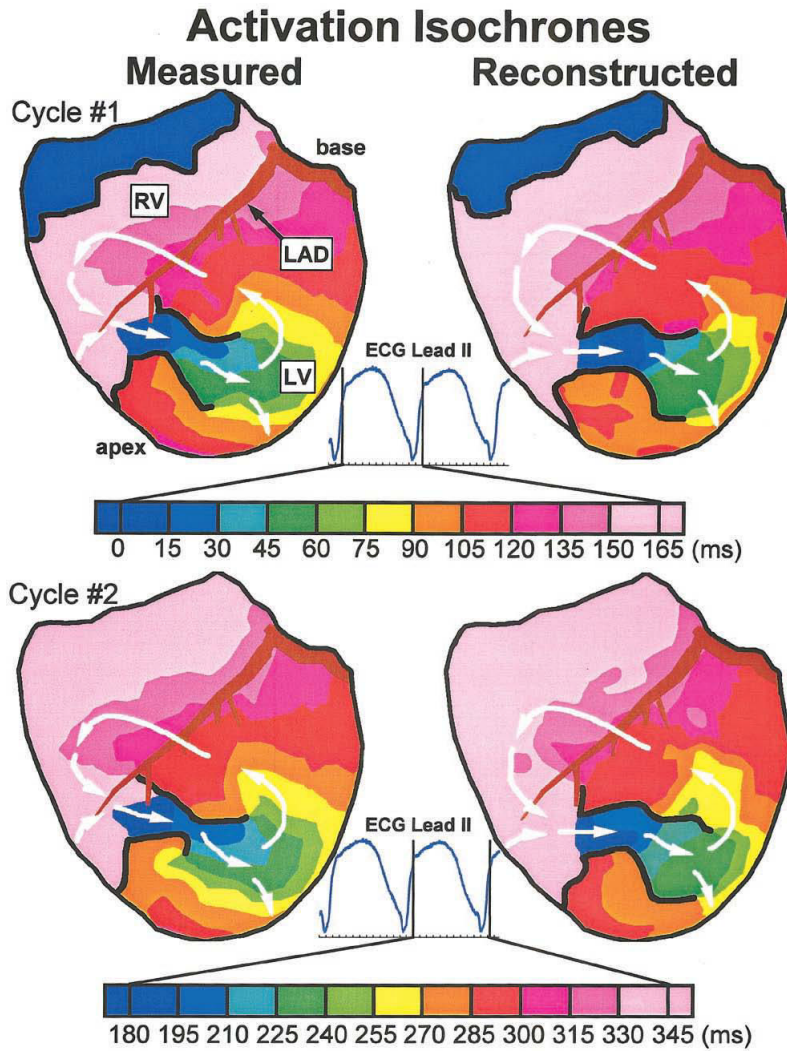 Activation Isochrones
Measured Reconstructed
Cycle #1
base
RV
LAD
ECG Lead II
LV
apex
0 15 30 45 60 75 90 105 120 135 150 165 (ms)
Cycle #2
ECG Lead II
180 195 210 225 240 255 270 285 300 315 330 345 (ms)